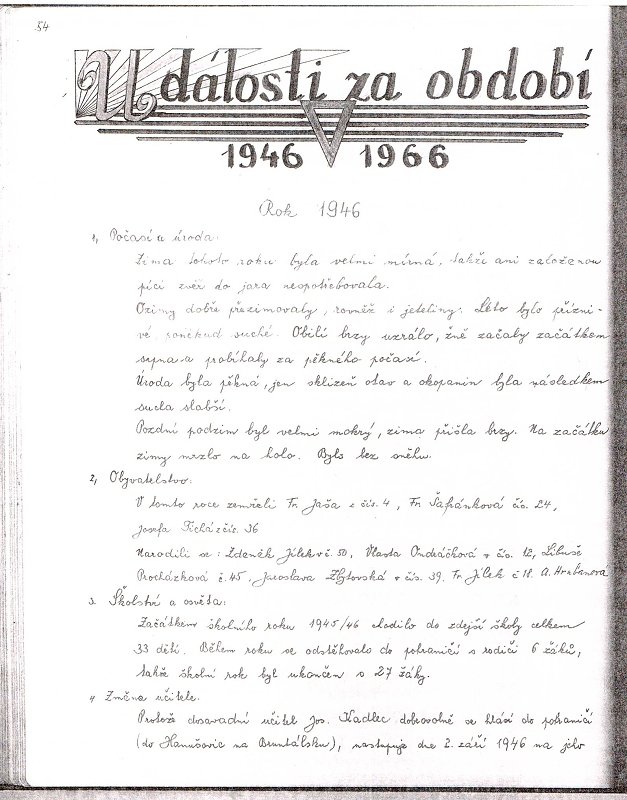 54
Události za období
1946 1966
Rok 1946
1, Počasí a úroda:
Zima tohoto roku byla velmi mírná, takže ani založenou
píci zvěř do jara nepotřebovala.
Ozimy dobře přezimovaly, rovněž i jeteliny. Léto bylo přízni-
vé, poněkud suché. Obilí brzy uzrálo, žně začaly začátkem
srpna a probíhaly za pěkného počasí.
Úroda byla pěkná, jen sklizeň otav a okopanin byla následkem
sucha slabší.
Pozdní podzim byl velmi mokrý, zima přišla brzy. Na začátku
zimy mrzlo na holo. Bylo bez sněhu.
2, Obyvatelstvo:
V tomto roce zemřeli Fr. Jaša z čís. 4, Fr. Šafránková čís. 24,
Josefa Tichá z čís. 36
Narodili se: Zdeněk Jílek v č. 50, Vlasta Ondráčková v čís. 12, Libuše
Procházková č. 45, Jaroslava Zbytovská v čís. 39, Fr. Jílek č 18. A. Hrubanova
3. Školství a osvěta:
Začátkem školního roku 1945/46 chodilo do zdejší školy celkem
33 dětí. Během roku se odstěhovalo do pohraničí s rodiči 6 žáků,
takže školní rok byl ukončen s 27 žáky.
4 Změna učitele.
Protože dosavadní učitel Jos. Kadlec dobrovolně se hlásí do pohraničí
(do Hanušovic na Bruntálsku), nastupuje dne 2. září 1946 na jeho